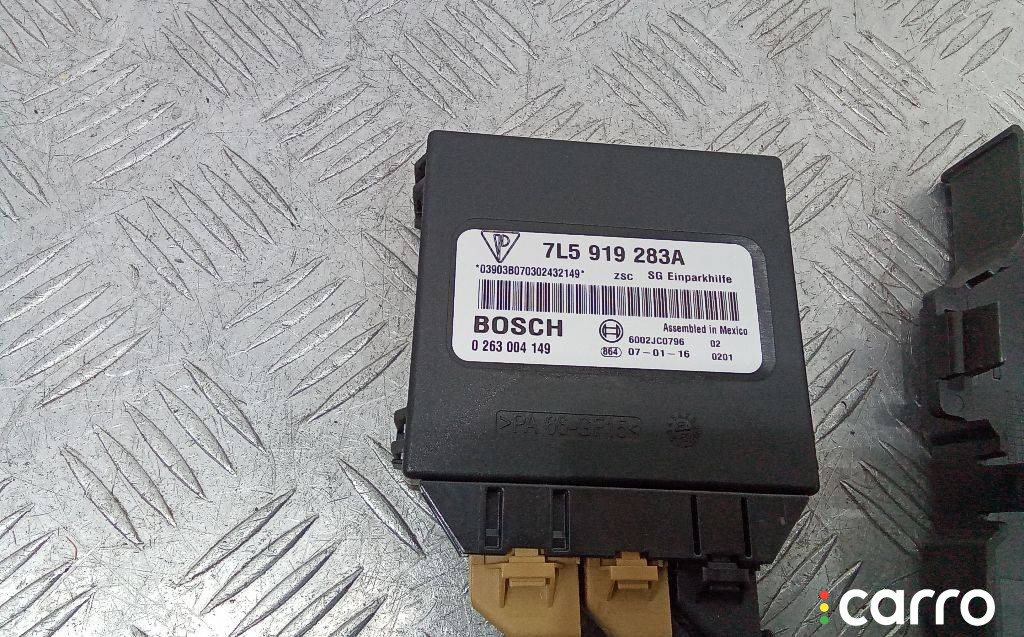 7L5 919 283A
*03903B070302432149* ZSC SG Einparkhilfe
BOSCH Assembled in Mexico
0 263 004 149 6002JC0796 02
864 07-01-16 0201
>PA 66-GF15<
carro